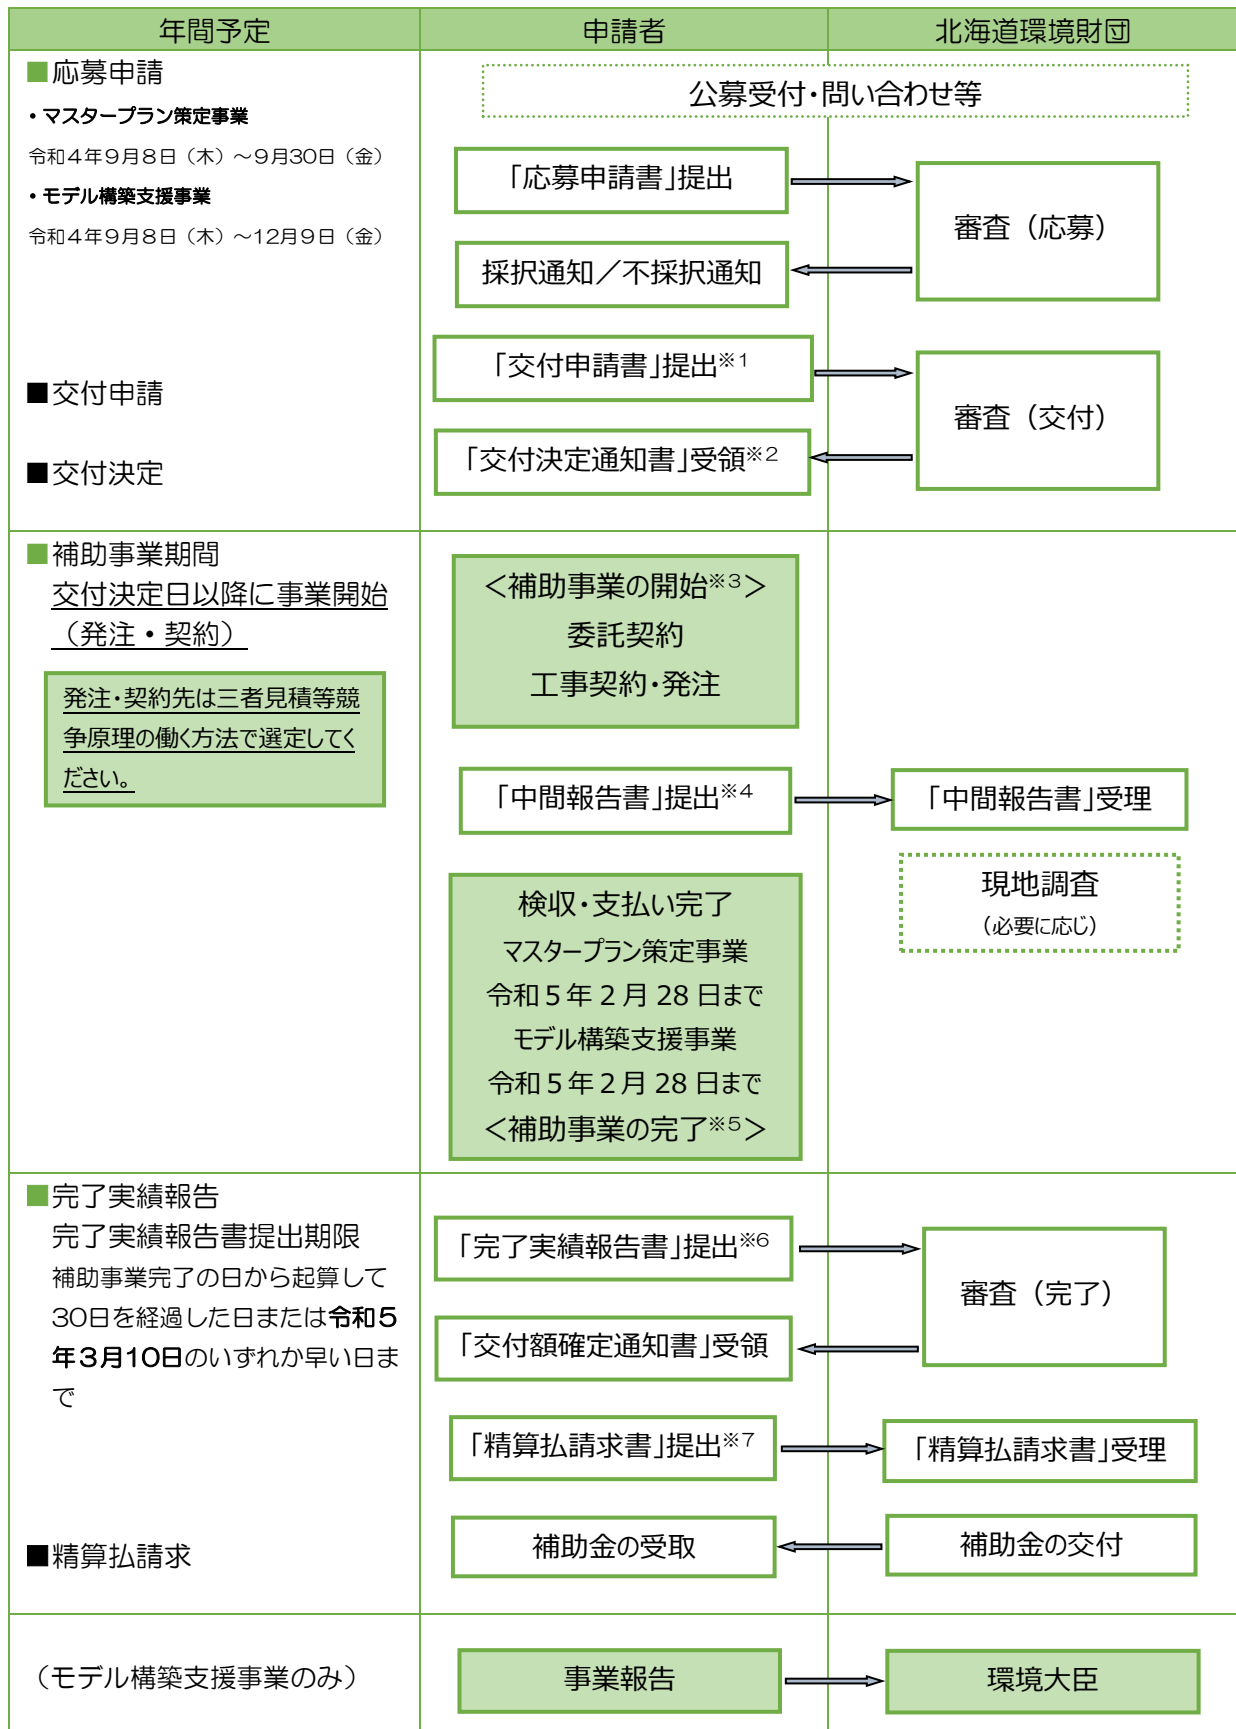 年間予定
申請者
北海道環境財団
■応募申請
・マスタープラン策定事業
令和4年9月8日（木）～9月30日（金）
・モデル構築支援事業
令和4年9月8日（木）～12月9日（金）
■交付申請
■交付決定
公募受付・問い合わせ等
「応募申請書」提出
審査（応募）
採択通知／不採択通知
「交付申請書」提出※1
審査（交付）
「交付決定通知書」受領※2
■補助事業期間
交付決定日以降に事業開始
（発注・契約）
発注・契約先は三者見積等競
争原理の働く方法で選定してく
ださい。
＜補助事業の開始※3＞
委託契約
工事契約・発注
「中間報告書」提出※4
「中間報告書」受理
現地調査
（必要に応じ）
検収・支払い完了
マスタープラン策定事業
令和5年2月28日まで
モデル構築支援事業
令和5年2月28日まで
＜補助事業の完了※5＞
■完了実績報告
完了実績報告書提出期限
補助事業完了の日から起算して
30日を経過した日または令和5
年3月10日のいずれか早い日ま
で
■精算払請求
「完了実績報告書」提出※6
審査（完了）
「交付額確定通知書」受領
「精算払請求書」提出※7
「精算払請求書」受理
補助金の受取
補助金の交付
（モデル構築支援事業のみ）
事業報告
環境大臣